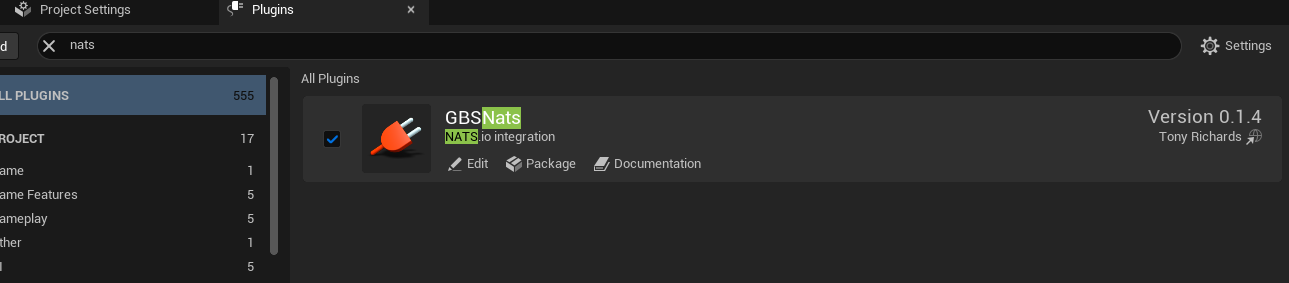 Project Settings
Plugins
d
nats
Settings
LL PLUGINS 555
ROJECT 17
ame 1
ame Features 5
ameplay 5
ther 1
I 5
All Plugins
GBSNats
NATS.io integration
Edit Package Documentation
Version 0.1.4
Tony Richards